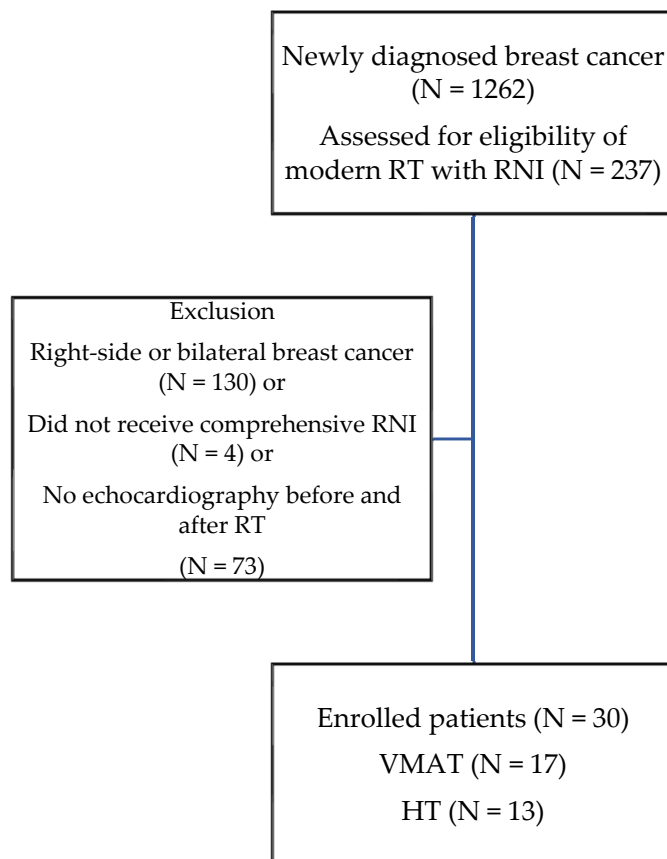 Newly diagnosed breast cancer
(N = 1262)
Assessed for eligibility of
modern RT with RNI (N = 237)
Exclusion
Right-side or bilateral breast cancer
(N = 130) or
Did not receive comprehensive RNI
(N = 4) or
No echocardiography before and
after RT
(N = 73)
Enrolled patients (N = 30)
VMAT (N = 17)
HT (N = 13)